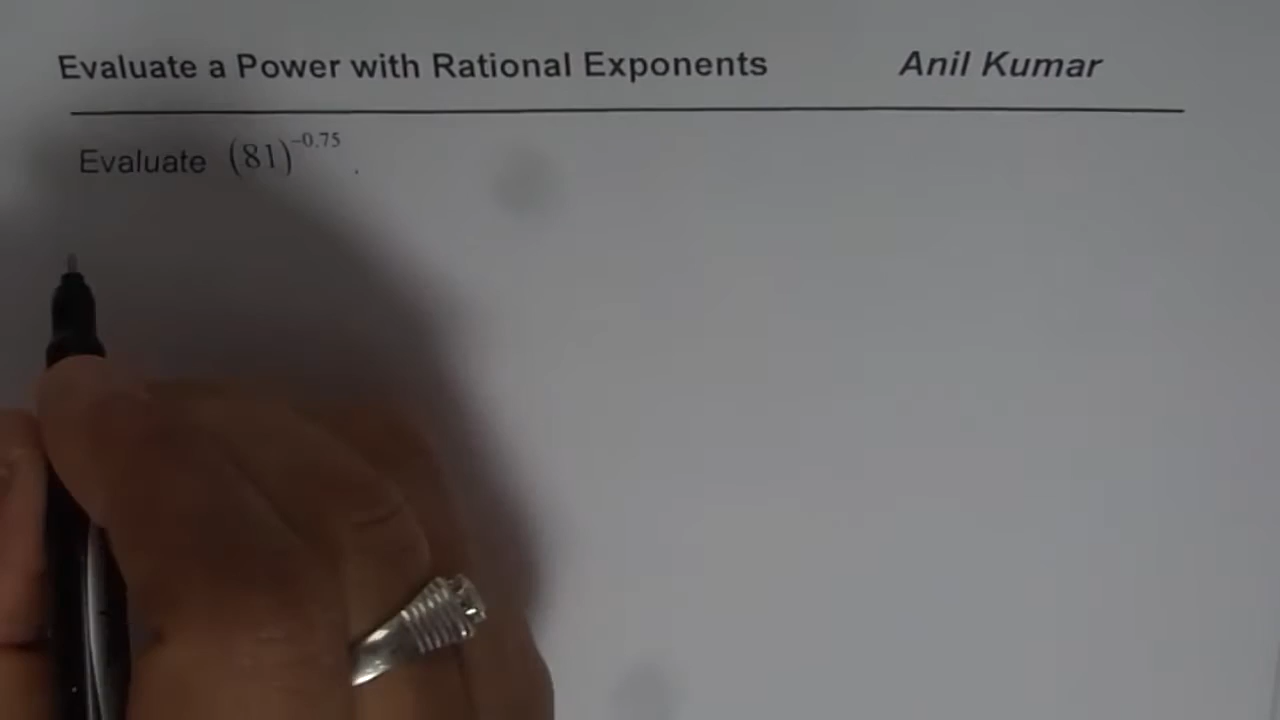 Evaluate a Power with Rational Exponents Anil Kumar
Evaluate (81)^{-0.75} .